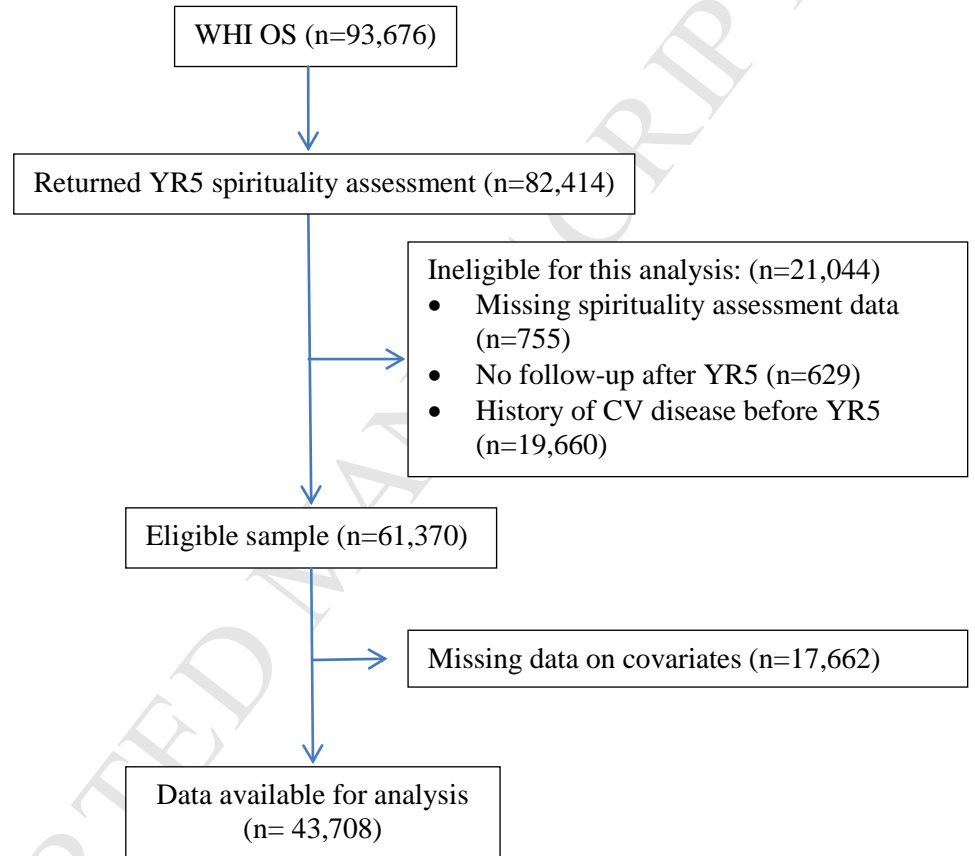 WHI OS (n=93,676)
Returned YR5 spirituality assessment (n=82,414)
Ineligible for this analysis: (n=21,044)
• Missing spirituality assessment data
(n=755)
• No follow-up after YR5 (n=629)
• History of CV disease before YR5
(n=19,660)
Eligible sample (n=61,370)
Missing data on covariates (n=17,662)
Data available for analysis
(n= 43,708)